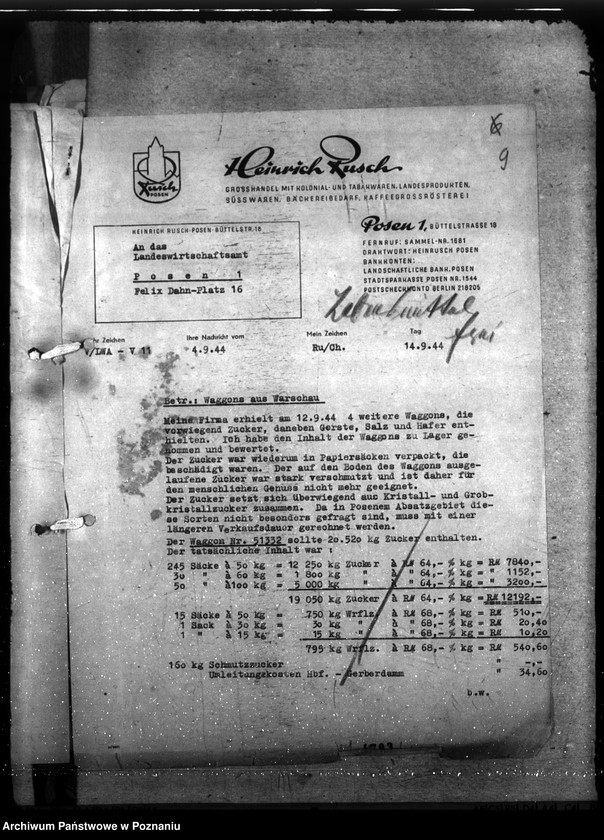 9
Rusch
POSEN
Heinrich Rusch
GROSSHANDEL MIT KOLONIAL- UND TABAKWAREN, LANDESPRODUKTEN,
SÜSSWAREN, BÄCKEREIBEDARF, KAFFEEGROSSRÖSTEREI
HEINRICH RUSCH-POSEN-BÜTTELSTR. 18
An das
Landeswirtschaftsamt
P o s e n 1
Felix Dahn-Platz 16
Posen 1, BÜTTELSTRASSE 18
FERNRUF: SAMMEL-NR. 1681
DRAHTWORT: HEINRUSCH POSEN
BANKKONTEN:
LANDSCHAFTLICHE BANK, POSEN
STADTSPARKASSE POSEN NR. 1544
POSTSCHECKKONTO BERLIN 218205
hr Zeichen Ihre Nachricht vom Mein Zeichen Tag
V/LWA - V 11 4.9.44 Ru/Ch. 14.9.44
Betr.: Waggons aus Warschau
Meine Firma erhielt am 12.9.44 4 weitere Waggons, die
vorwiegend Zucker, daneben Gerste, Salz und Hafer ent-
hielten. Ich habe den Inhalt der Waggons zu Lager ge-
nommen und bewertet.
Der Zucker war wiederum in Papiersäcken verpackt, die
beschädigt waren. Der auf den Boden des Waggons ausge-
laufene Zucker war stark verschmutzt und ist daher für
den menschlichen Genuss nicht mehr geeignet.
Der Zucker setzt sich überwiegend aus Kristall- und Grob-
kristallzucker zusammen. Da in Posenem Absatzgebiet die-
se Sorten nicht besonders gefragt sind, muss mit einer
längeren Verkaufsdauer gerechnet werden.
Der Waggon Nr. 51332 sollte 20.520 kg Zucker enthalten.
Der tatsächliche Inhalt war :
245 Säcke à 50 kg = 12 250 kg Zucker à RM 64,- % kg = RM 7840,-
30 " à 60 kg = 1 800 kg " à " 64,- % kg = " 1152,-
50 " à 100 kg = 5 000 kg " à " 64,- % kg = " 3200,-
19 050 kg Zucker à RM 64,- % kg = RM 12192,-
15 Säcke à 50 kg = 750 kg Wrflz. à RM 68,- % kg = RM 510,-
1 Sack à 30 kg = 30 kg " à " 68,- % kg = RM 20,40
1 " à 15 kg = 15 kg " à RM 68,- % kg = RM 10,20
795 kg Wrflz. à RM 68,- % kg = RM 540,60
160 kg Schmutzzucker " -,-
Umleitungskosten Hbf. - Gerberdamm " 34,60
b.w.
Archiwum Państwowe w Poznaniu